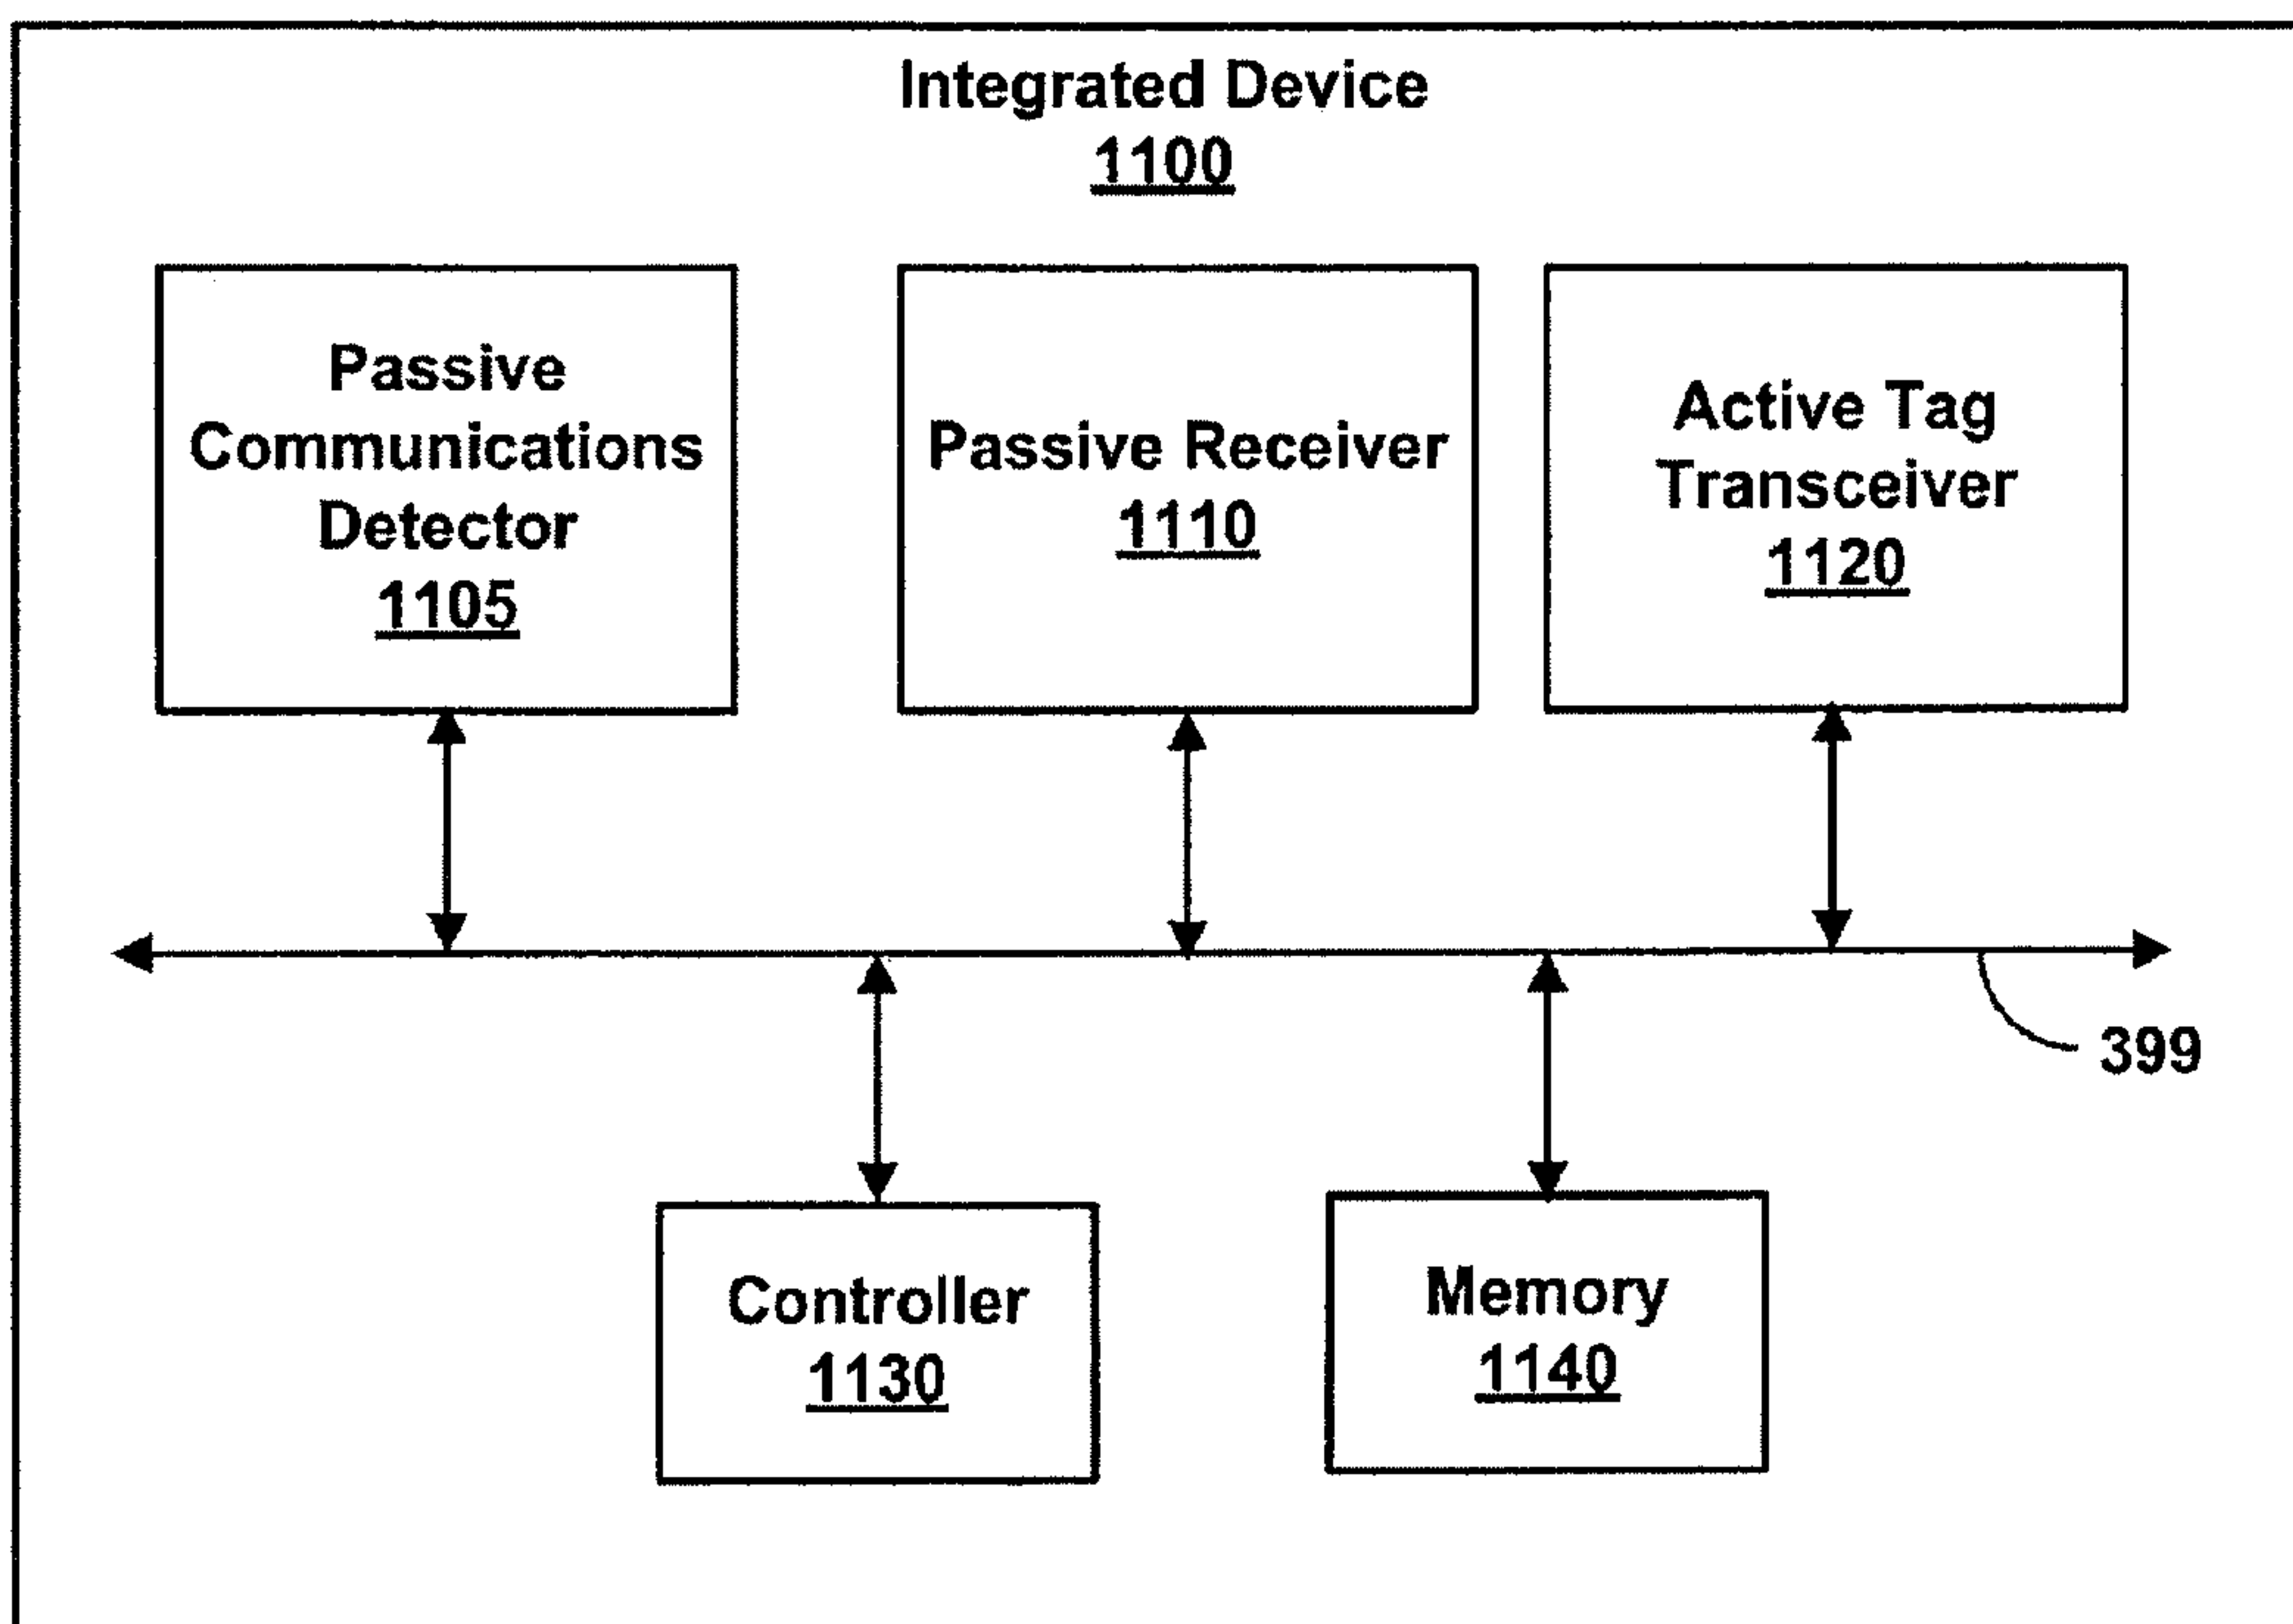 Integrated Device
1100
Passive
Communications
Detector
1105
Passive Receiver
1110
Active Tag
Transceiver
1120
399
Controller
1130
Memory
1140